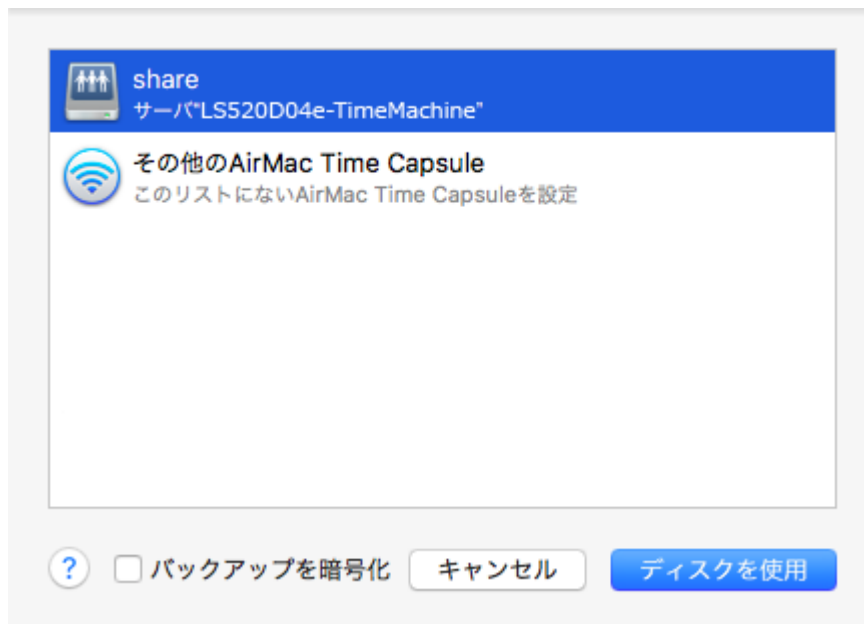 share
サーバ"LS520D04e-TimeMachine"
その他のAirMac Time Capsule
このリストにないAirMac Time Capsuleを設定
? バックアップを暗号化 キャンセル ディスクを使用